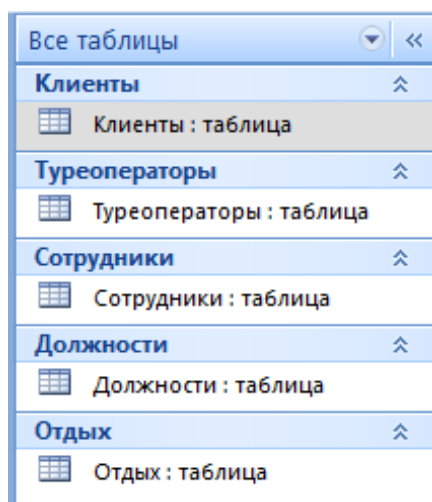 Все таблицы
Клиенты
Клиенты : таблица
Туреоператоры
Туреоператоры : таблица
Сотрудники
Сотрудники : таблица
Должности
Должности : таблица
Отдых
Отдых : таблица